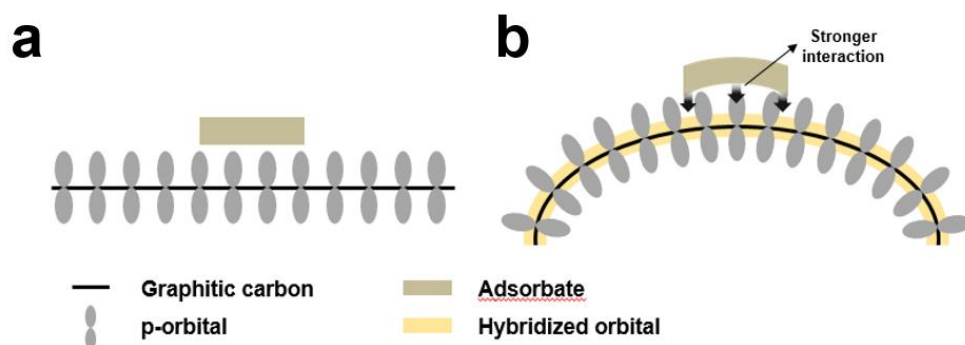 a
b
Stronger
interaction
Graphitic carbon
Adsorbate
p-orbital
Hybridized orbital